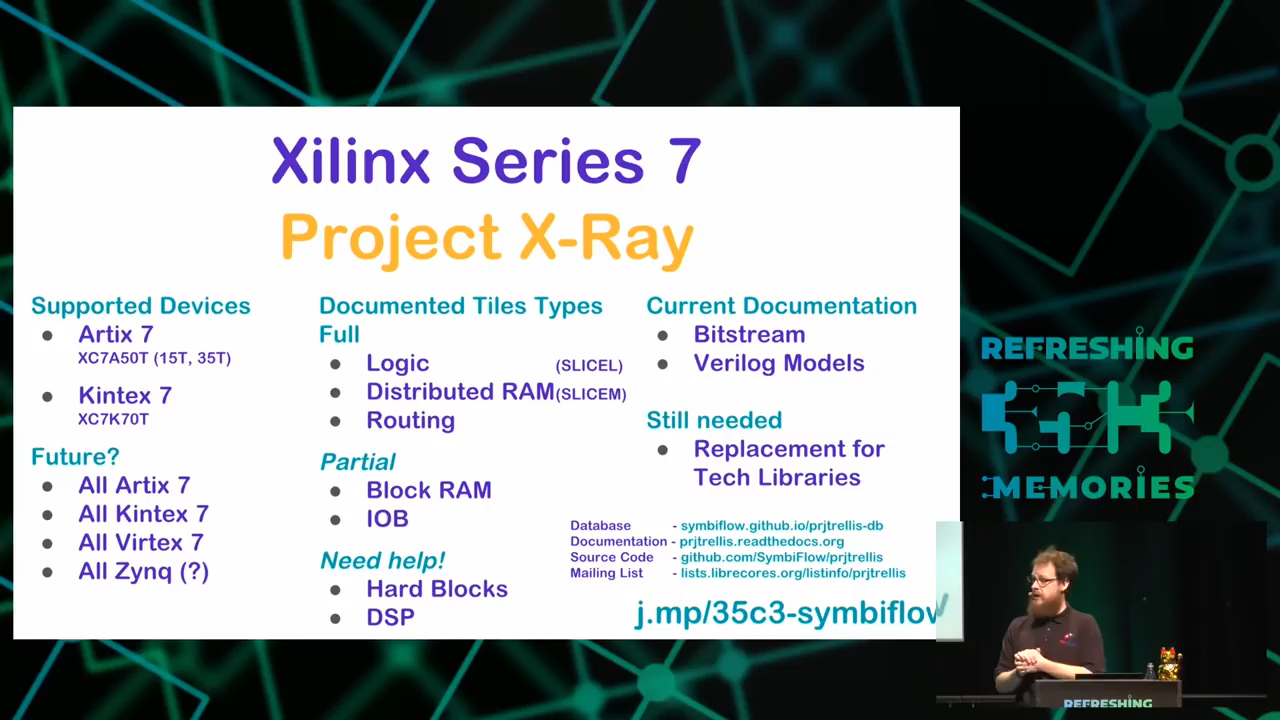 Xilinx Series 7
Project X-Ray
Supported Devices
● Artix 7
XC7A50T (15T, 35T)
● Kintex 7
XC7K70T
Future?
● All Artix 7
● All Kintex 7
● All Virtex 7
● All Zynq (?)
Documented Tiles Types
Full
● Logic (SLICEL)
● Distributed RAM(SLICEM)
● Routing
Partial
● Block RAM
● IOB
Need help!
● Hard Blocks
● DSP
Current Documentation
● Bitstream
● Verilog Models
Still needed
● Replacement for
Tech Libraries
Database - symbiflow.github.io/prjtrellis-db
Documentation - prjtrellis.readthedocs.org
Source Code - github.com/SymbiFlow/prjtrellis
Mailing List - lists.librecores.org/listinfo/prjtrellis
j.mp/35c3-symbiflow
REFRESHING
35C3
MEMORIES
REFRESHING